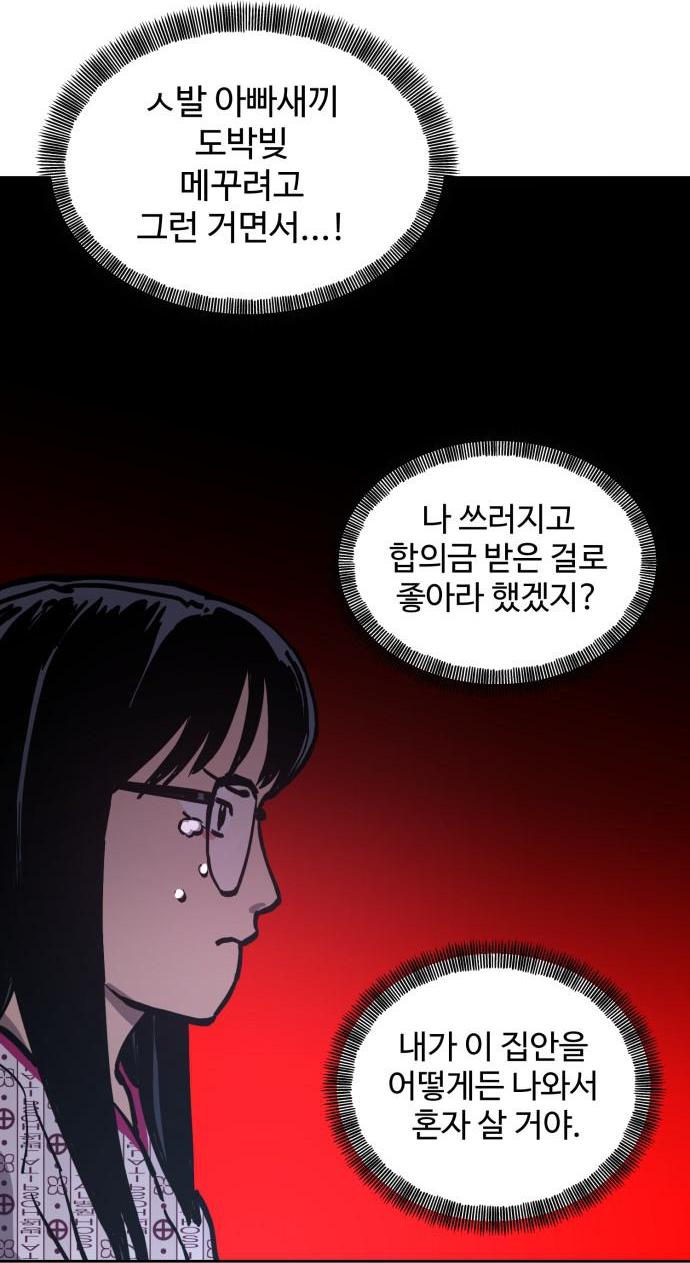 ㅅ발 아빠새끼
도박빚
메꾸려고
그런 거면서...!
나 쓰러지고
합의금 받은 걸로
좋아라 했겠지?
내가 이 집안을
어떻게든 나와서
혼자 살 거야.